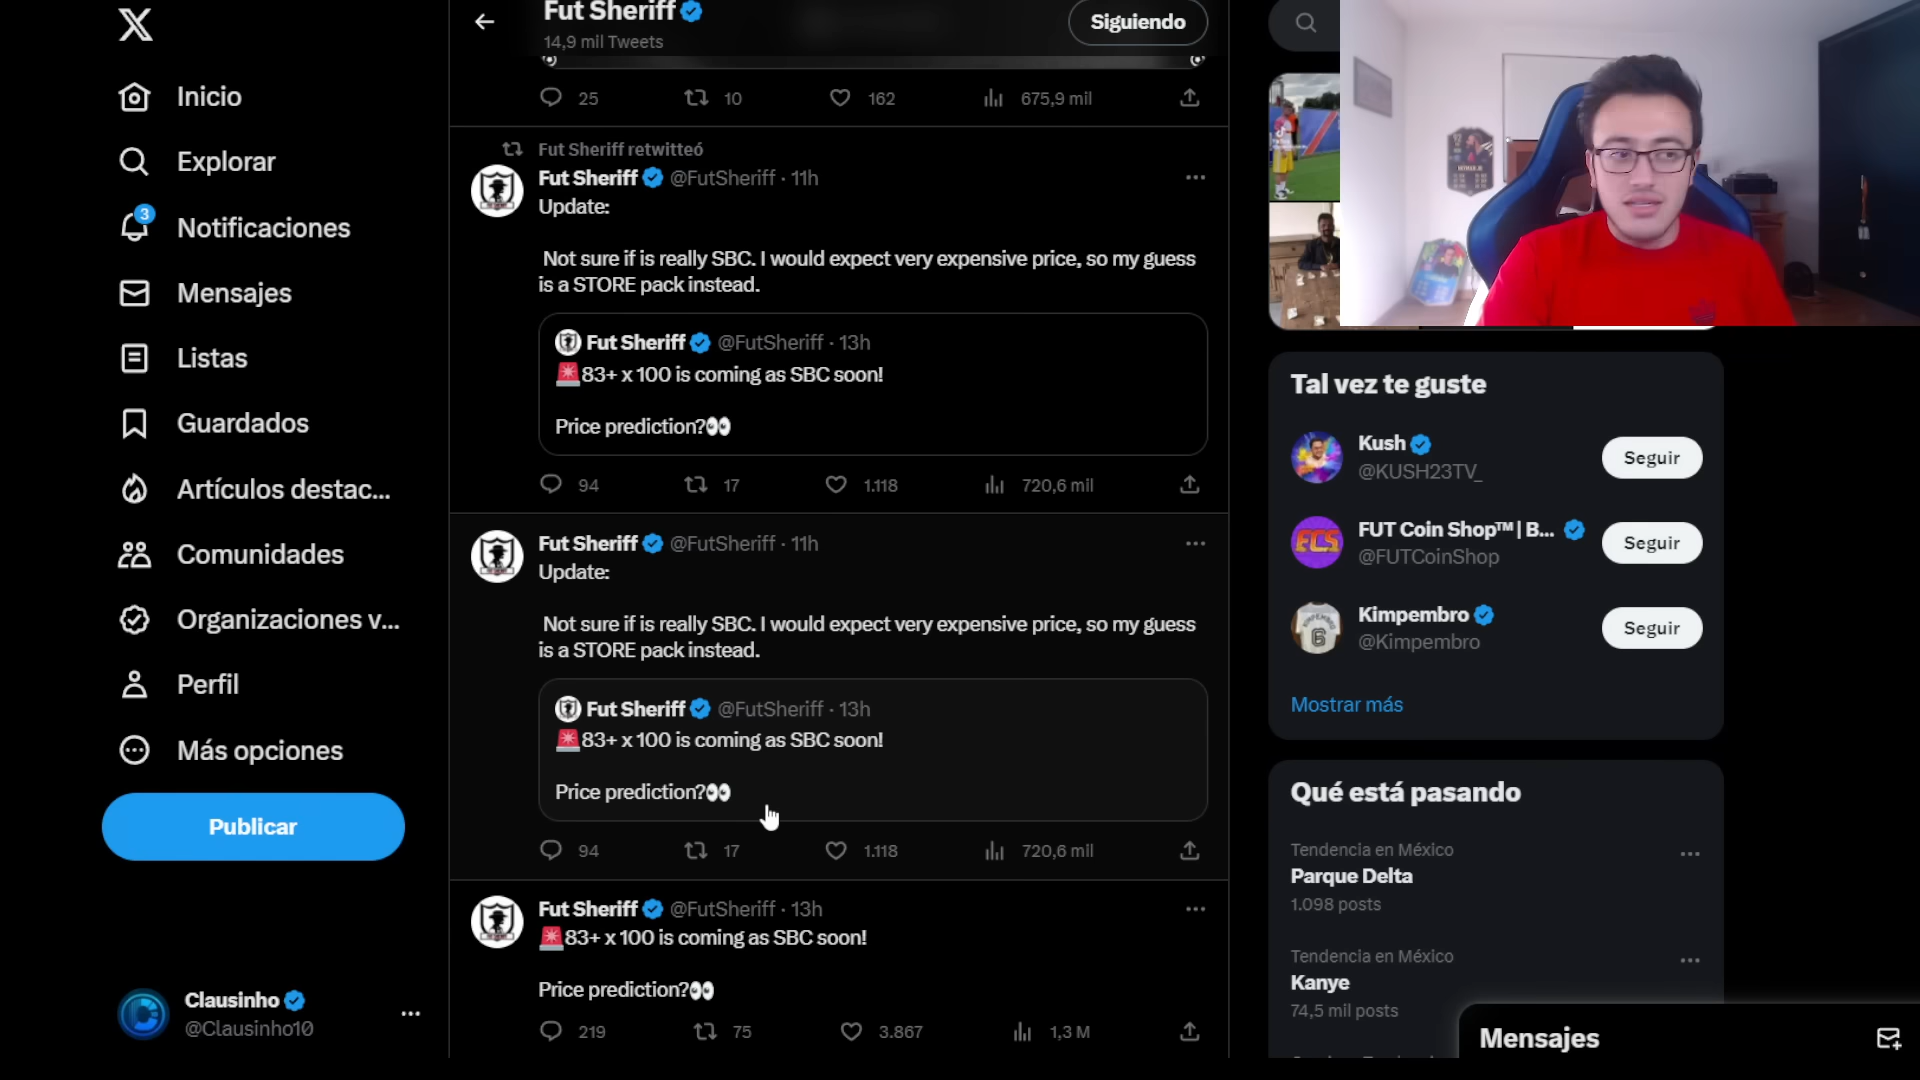 Inicio
Explorar
3
Notificaciones
Mensajes
Listas
Guardados
Artículos destac...
Comunidades
Organizaciones v...
Perfil
Más opciones
Publicar
Clausinho
@Clausinho10
Fut Sheriff
14,9 mil Tweets
Siguiendo
25 10 162 675,9 mil
Fut Sheriff retwitteó
Fut Sheriff @FutSheriff · 11h
Update:
Not sure if is really SBC. I would expect very expensive price, so my guess
is a STORE pack instead.
Fut Sheriff @FutSheriff · 13h
🚨83+ x 100 is coming as SBC soon!
Price prediction?👀
94 17 1.118 720,6 mil
Fut Sheriff @FutSheriff · 11h
Update:
Not sure if is really SBC. I would expect very expensive price, so my guess
is a STORE pack instead.
Fut Sheriff @FutSheriff · 13h
🚨83+ x 100 is coming as SBC soon!
Price prediction?👀
94 17 1.118 720,6 mil
Fut Sheriff @FutSheriff · 13h
🚨83+ x 100 is coming as SBC soon!
Price prediction?👀
219 75 3.867 1,3 M
Tal vez te guste
Kush
@KUSH23TV_
Seguir
FUT Coin Shop™ | B...
@FUTCoinShop
Seguir
Kimpembro
@Kimpembro
Seguir
Mostrar más
Qué está pasando
Tendencia en México
Parque Delta
1.098 posts
Tendencia en México
Kanye
74,5 mil posts
Mensajes